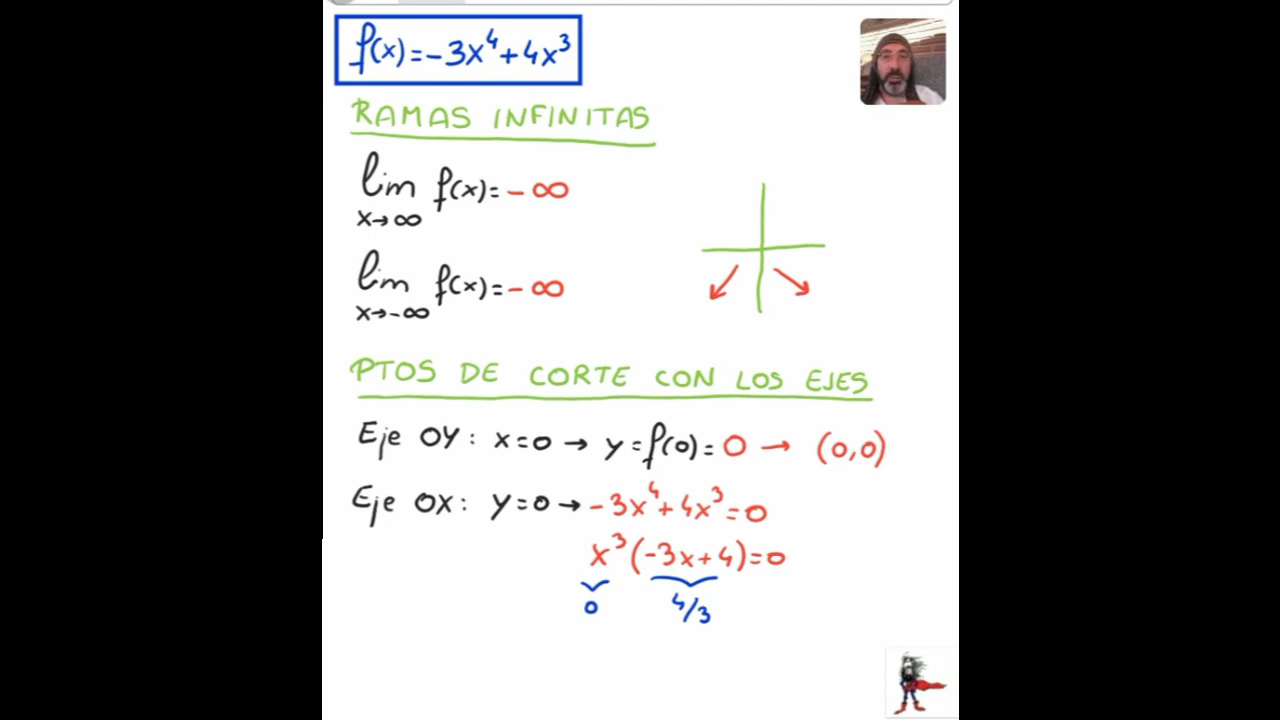 f(x)=-3x⁴+4x³
RAMAS INFINITAS
lim f(x)=-∞
x→∞
lim f(x)=-∞
x→-∞
PTOS DE CORTE CON LOS EJES
Eje OY: x=0 → y=f(0)=0 → (0,0)
Eje OX: y=0 → -3x⁴+4x³=0
x³(-3x+4)=0
0 4/3